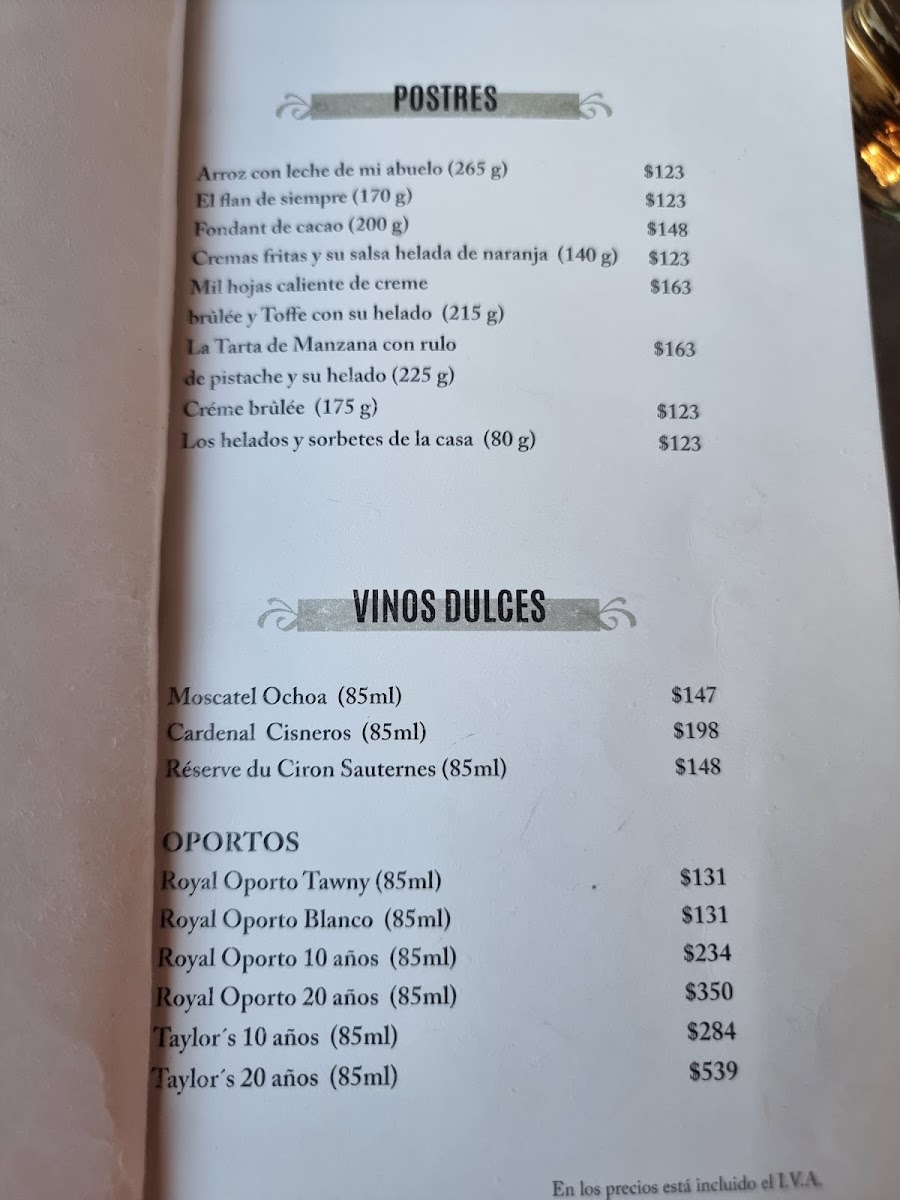 POSTRES
Arroz con leche de mi abuelo (265 g) $123
El flan de siempre (170 g) $123
Fondant de cacao (200 g) $148
Cremas fritas y su salsa helada de naranja (140 g) $123
Mil hojas caliente de creme $163
brûlée y Toffe con su helado (215 g)
La Tarta de Manzana con rulo $163
de pistache y su helado (225 g)
Créme brûlée (175 g) $123
Los helados y sorbetes de la casa (80 g) $123
VINOS DULCES
Moscatel Ochoa (85ml) $147
Cardenal Cisneros (85ml) $198
Réserve du Ciron Sauternes (85ml) $148
OPORTOS
Royal Oporto Tawny (85ml) $131
Royal Oporto Blanco (85ml) $131
Royal Oporto 10 años (85ml) $234
Royal Oporto 20 años (85ml) $350
Taylor´s 10 años (85ml) $284
Taylor´s 20 años (85ml) $539
En los precios está incluido el I.V.A.